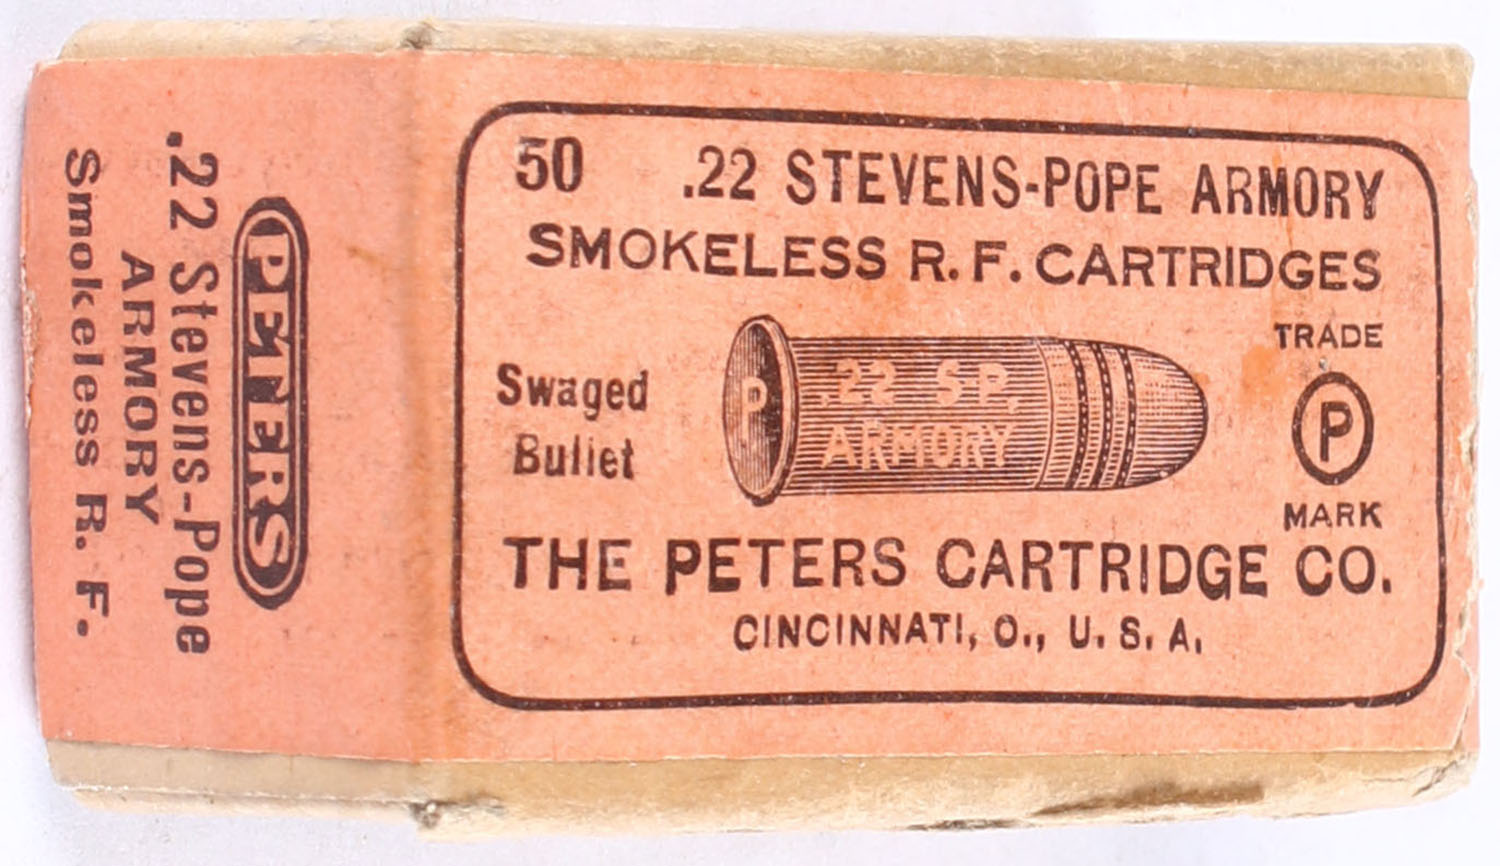 50 .22 STEVENS-POPE ARMORY
SMOKELESS R. F. CARTRIDGES
Swaged
Bullet
P
.22 S.P.
ARMORY
TRADE
P
MARK
THE PETERS CARTRIDGE CO.
CINCINNATI, O., U. S. A.
PETERS
.22 Stevens-Pope
ARMORY
Smokeless R. F.